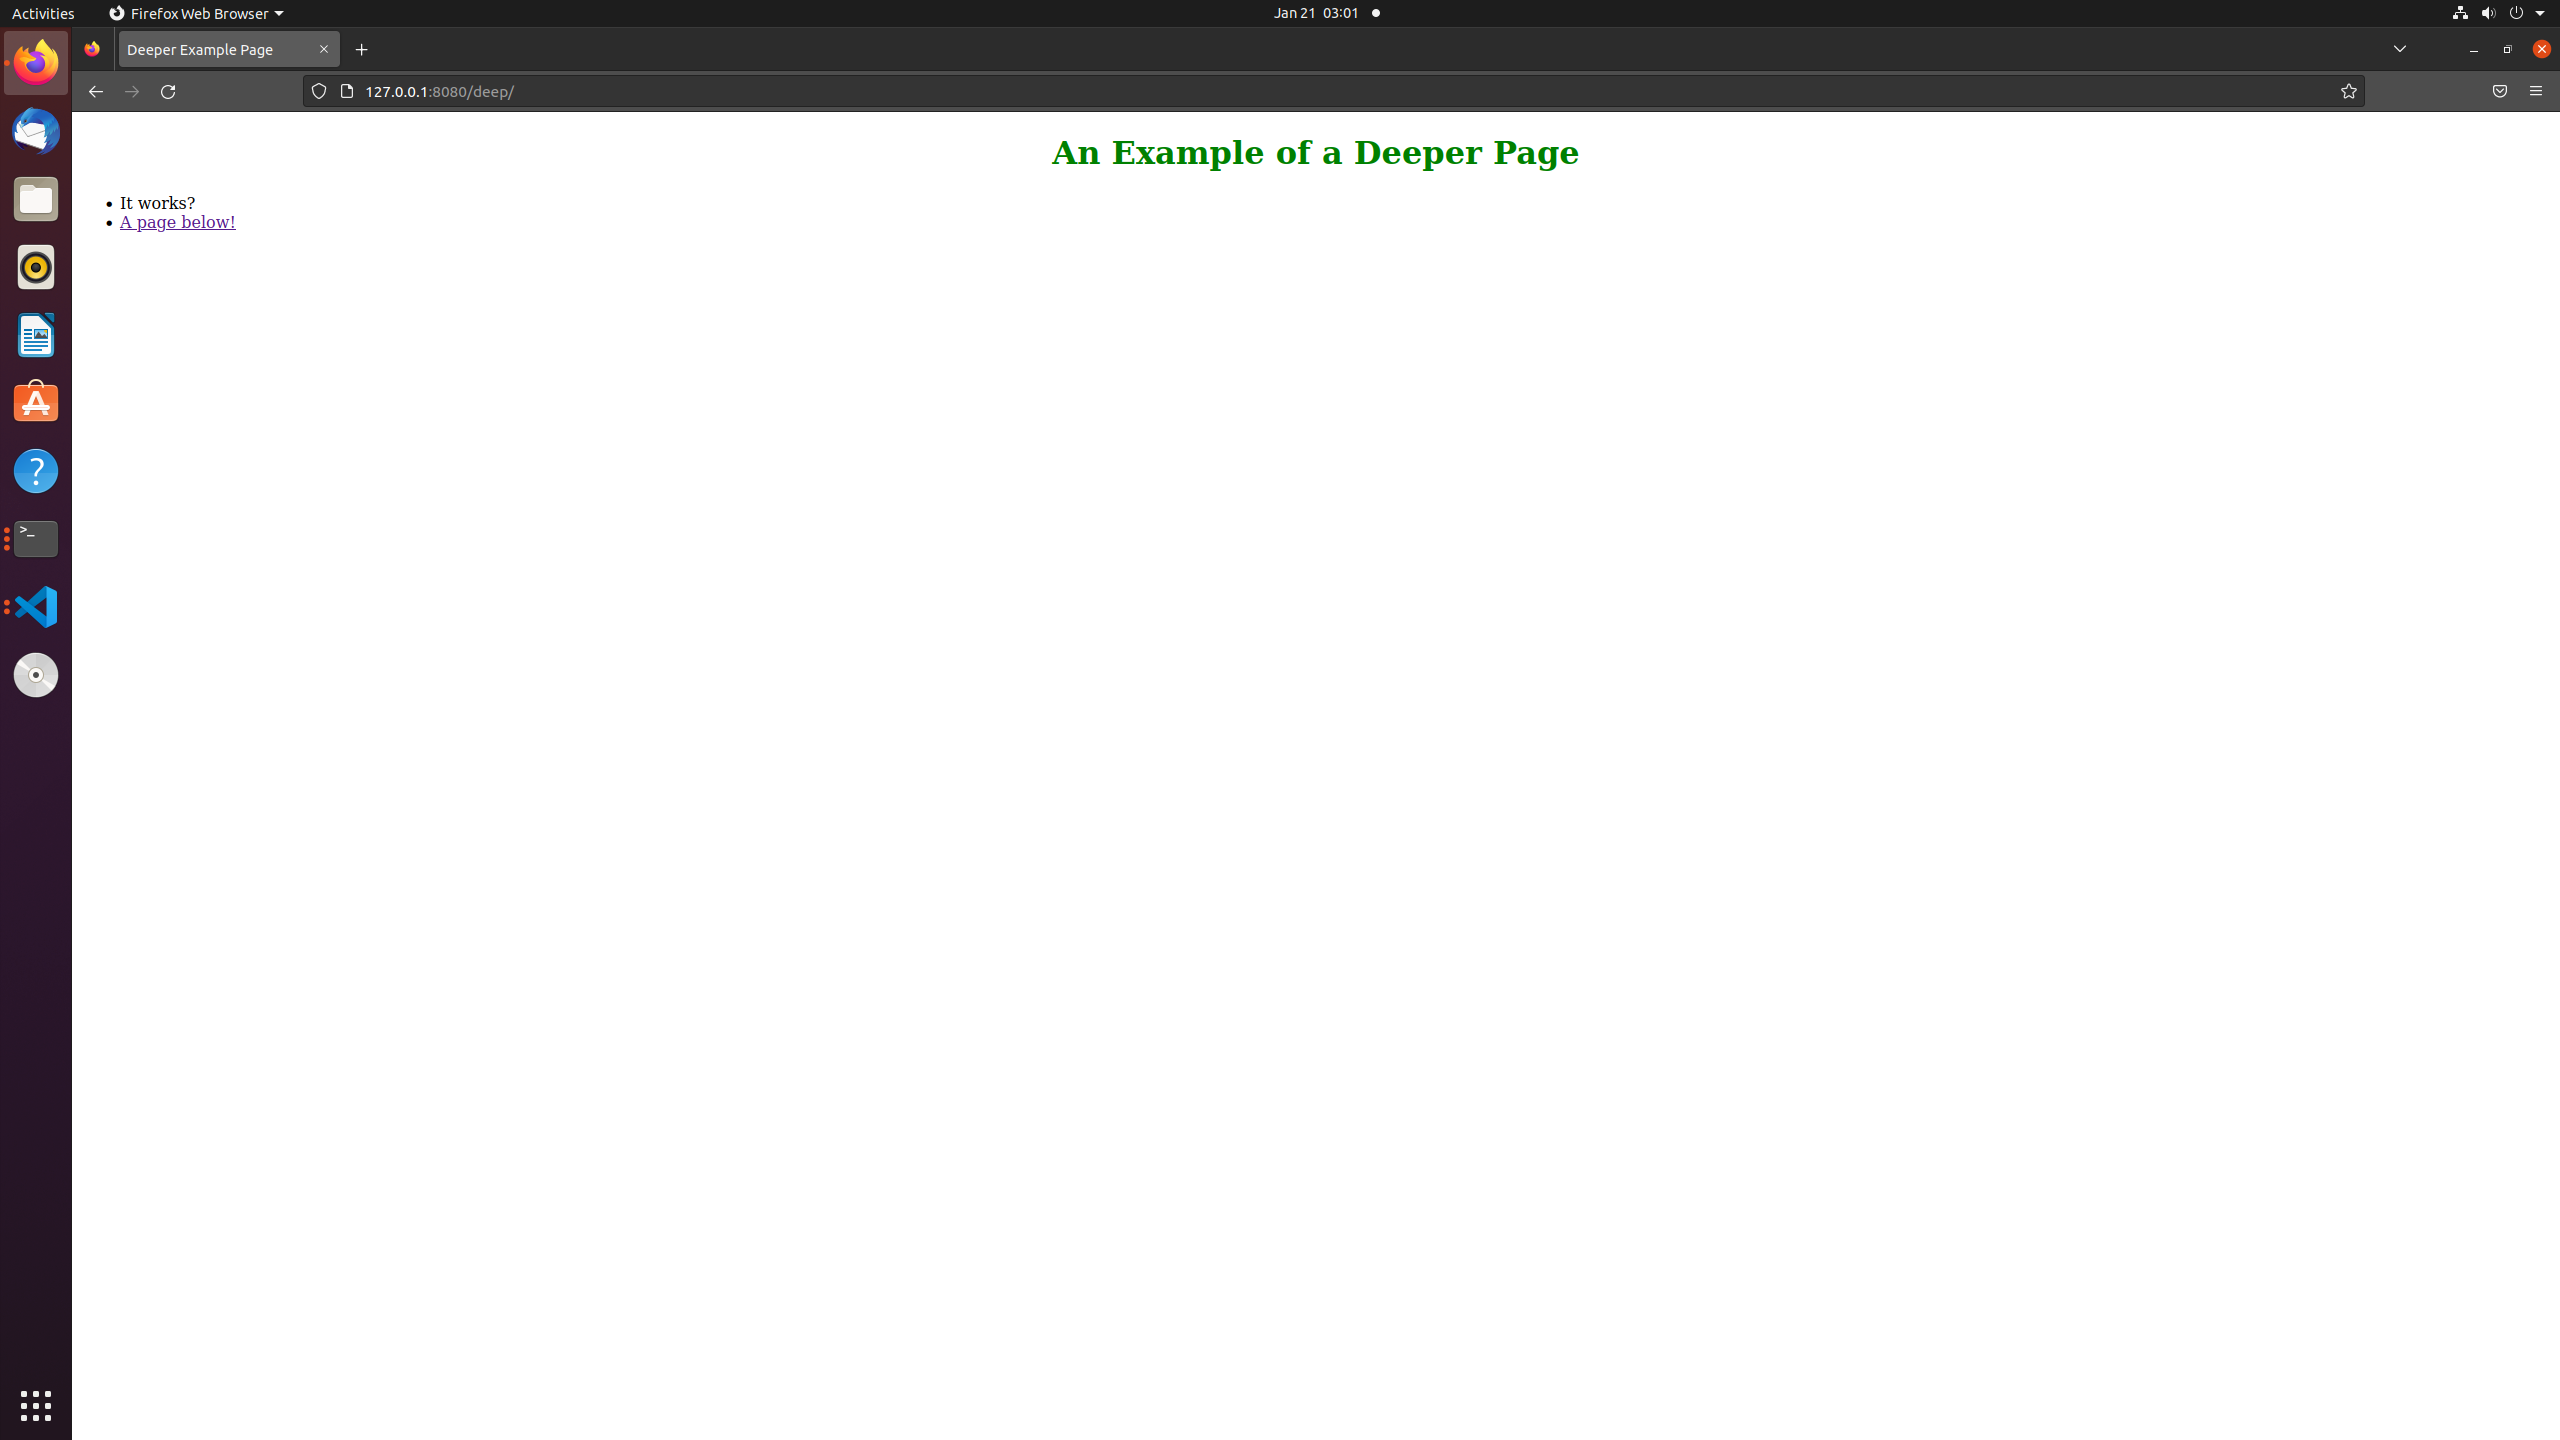 Activities
Firefox Web Browser
Jan 21 03:01
Deeper Example Page
127.0.0.1:8080/deep/
An Example of a Deeper Page
It works?
A page below!